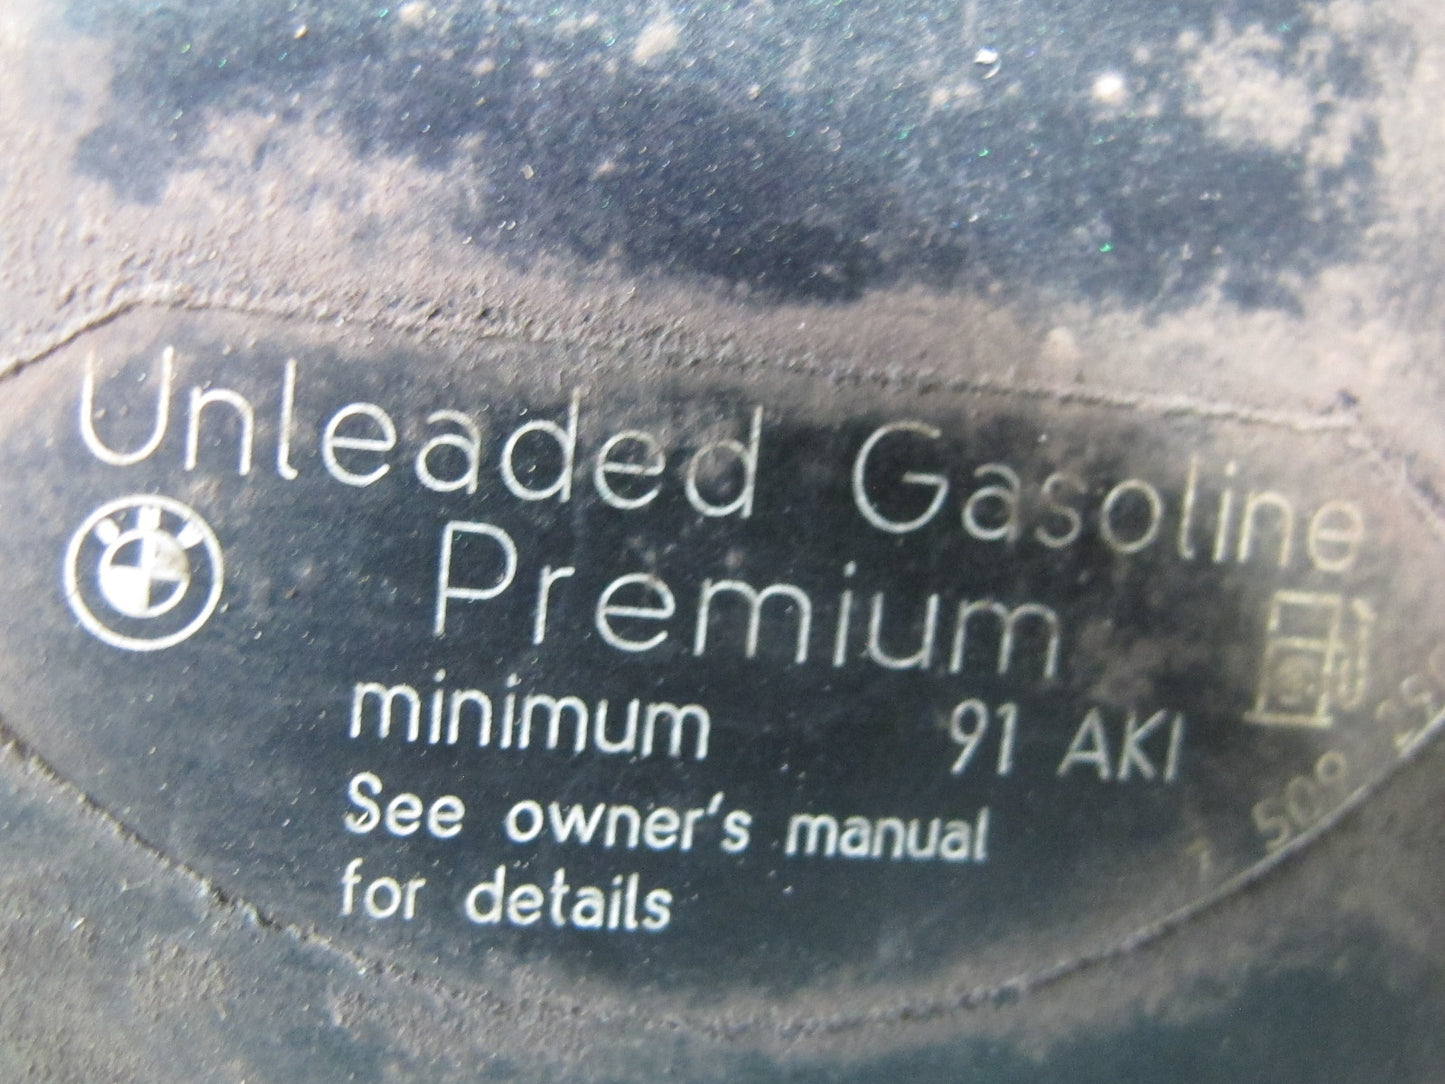 Unleaded Gasoline
Premium
minimum 91 AKI
See owner's manual
for details